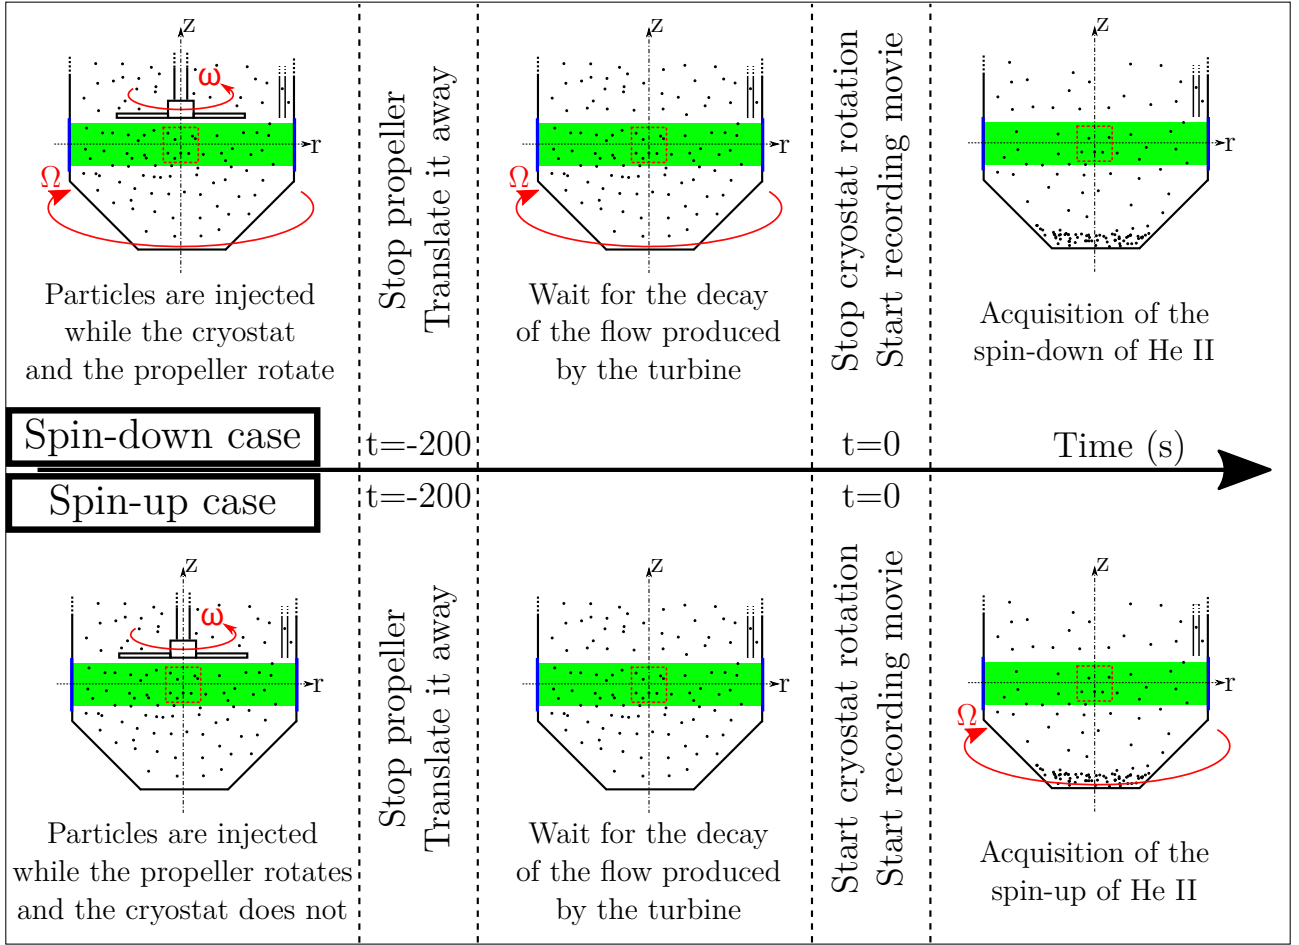 z
ω
r
Ω
Particles are injected
while the cryostat
and the propeller rotate
Stop propeller
Translate it away
z
r
Ω
Wait for the decay
of the flow produced
by the turbine
Stop cryostat rotation
Start recording movie
z
r
Acquisition of the
spin-down of He II
Spin-down case
t=-200
t=0
Time (s)
Spin-up case
t=-200
t=0
z
ω
r
Particles are injected
while the propeller rotates
and the cryostat does not
Stop propeller
Translate it away
z
r
Wait for the decay
of the flow produced
by the turbine
Start cryostat rotation
Start recording movie
z
r
Ω
Acquisition of the
spin-up of He II